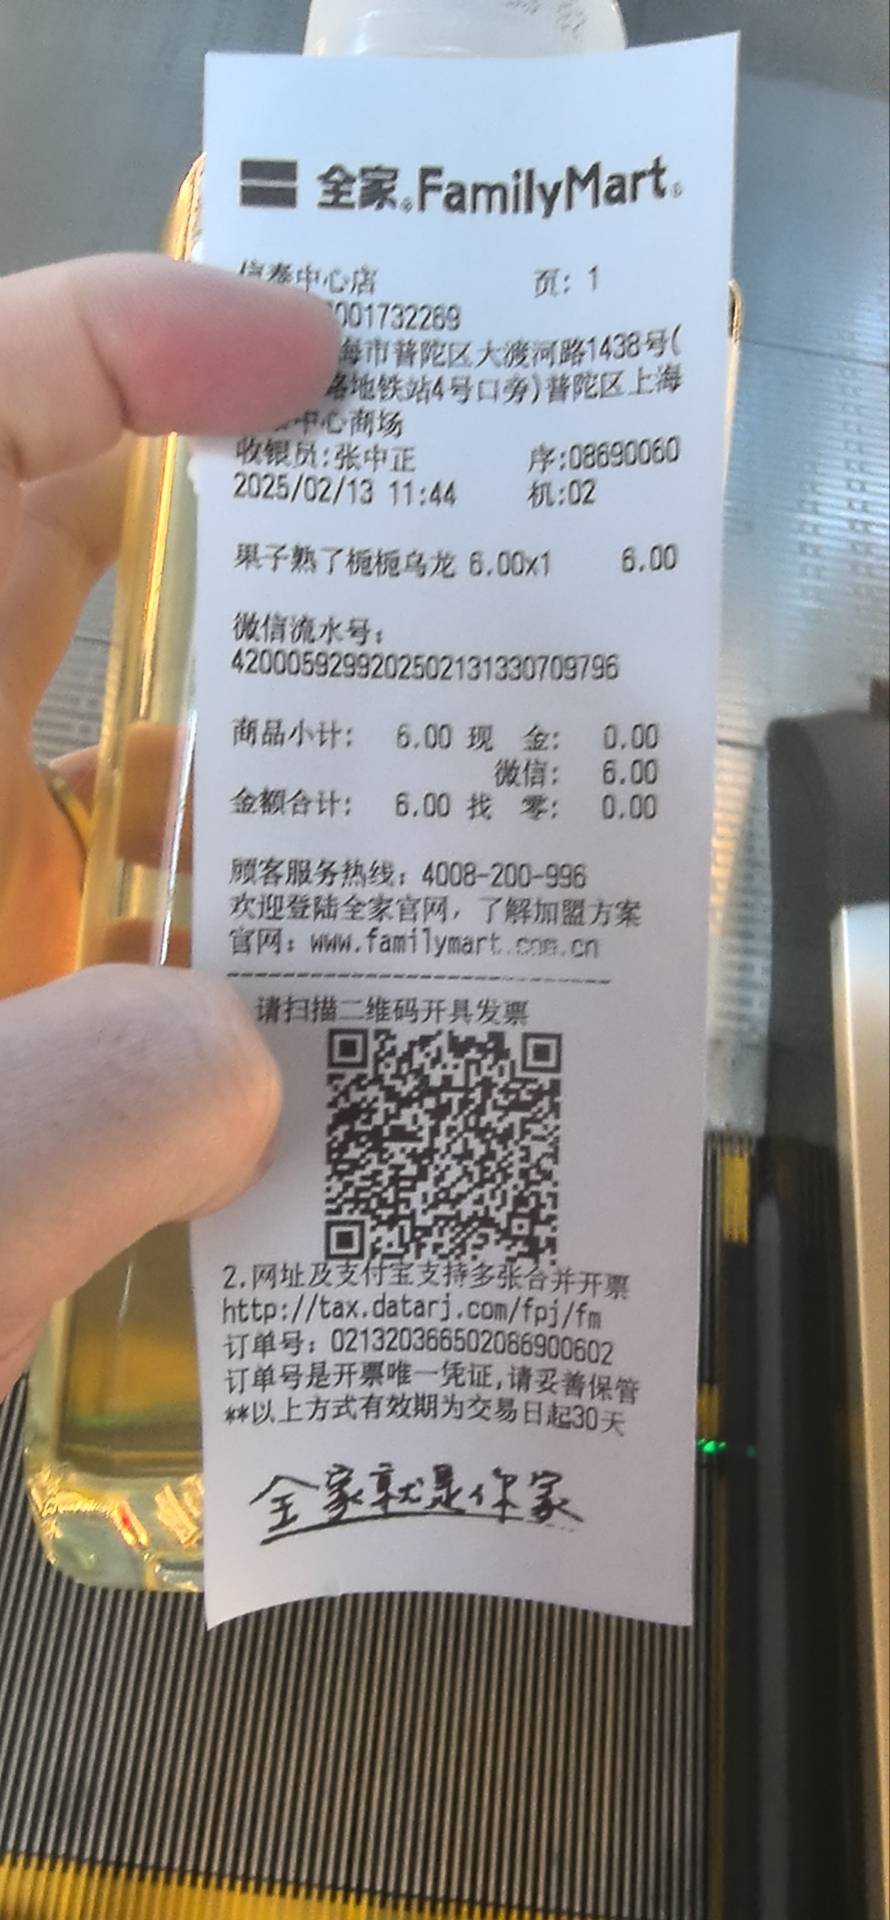 全家 FamilyMart
信泰中心店 页: 1
001732269
海市普陀区大渡河路1438号(
路地铁站4号口旁)普陀区上海
中心商场
收银员:张中正 序:08690060
2025/02/13 11:44 机:02
果子熟了栀栀乌龙 6.00x1 6.00
微信流水号:
4200059299202502131330709796
商品小计: 6.00 现 金: 0.00
微信: 6.00
金额合计: 6.00 找 零: 0.00
顾客服务热线: 4008-200-996
欢迎登陆全家官网, 了解加盟方案
官网: www.familymart.com.cn
请扫描二维码开具发票
2.网址及支付宝支持多张合并开票
http://tax.datarj.com/fpj/fm
订单号: 021320366502086900602
订单号是开票唯一凭证,请妥善保管
**以上方式有效期为交易日起30天
全家就是你家